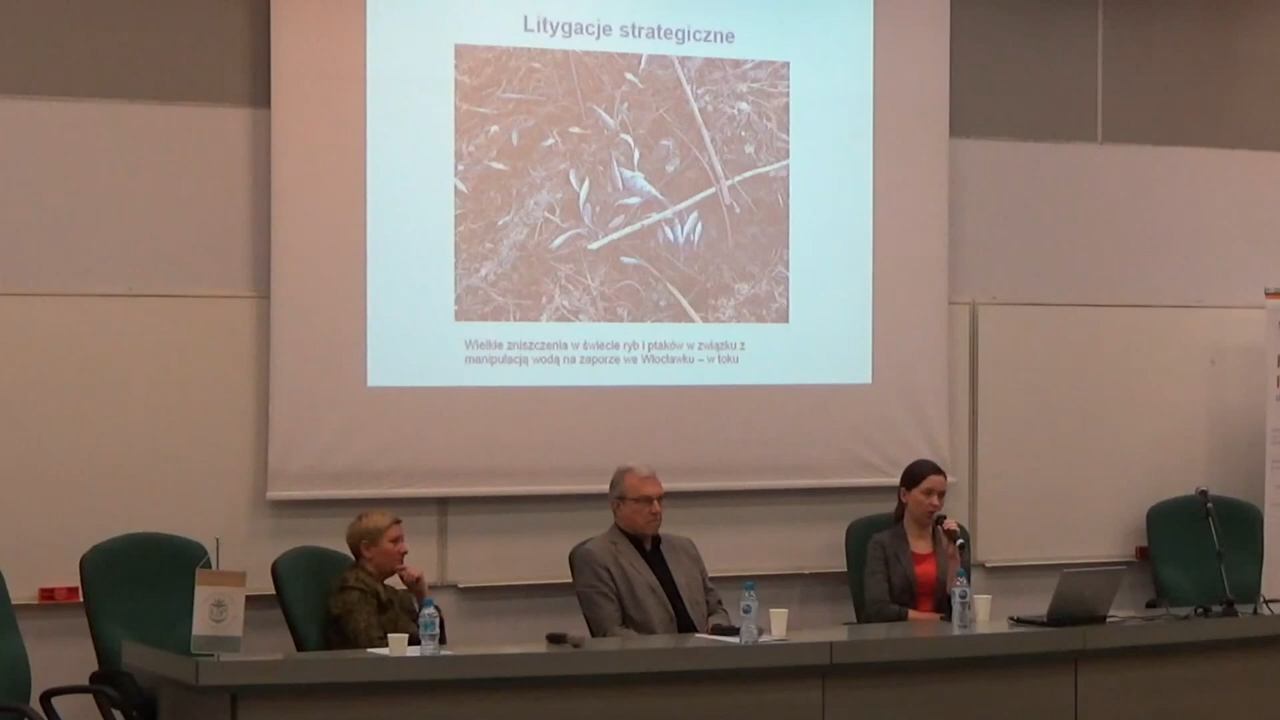 Litygacje strategiczne
Wielkie zniszczenia w świecie ryb i ptaków w związku z
manipulacją wodą na zaporze we Włocławku – w toku